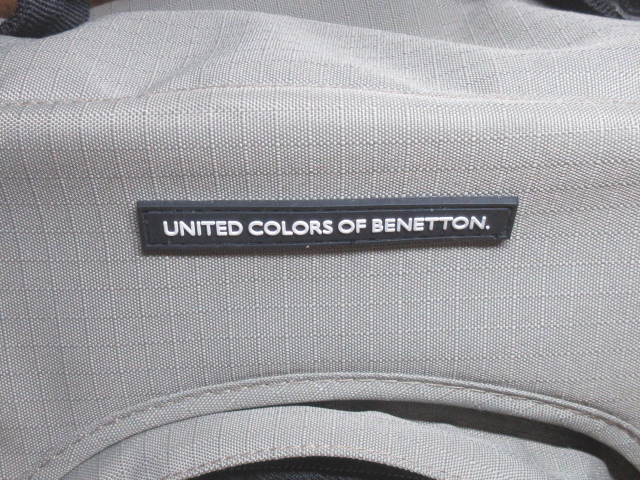 UNITED COLORS OF BENETTON.